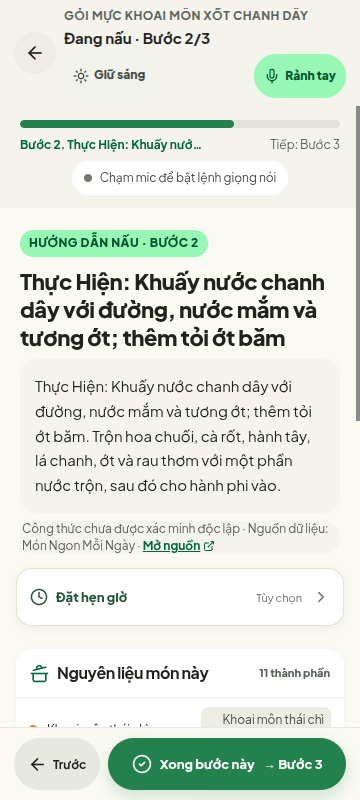 GỎI MỰC KHOAI MÔN XỐT CHANH DÂY
Đang nấu · Bước 2/3
Giữ sáng
Rảnh tay
Bước 2. Thực Hiện: Khuấy nướ...
Tiếp: Bước 3
Chạm mic để bật lệnh giọng nói
HƯỚNG DẪN NẤU · BƯỚC 2
Thực Hiện: Khuấy nước chanh
dây với đường, nước mắm và
tương ớt; thêm tỏi ớt băm
Thực Hiện: Khuấy nước chanh dây với
đường, nước mắm và tương ớt; thêm tỏi
ớt băm. Trộn hoa chuối, cà rốt, hành tây,
lá chanh, ớt và rau thơm với một phần
nước trộn, sau đó cho hành phi vào.
Công thức chưa được xác minh độc lập · Nguồn dữ liệu:
Món Ngon Mỗi Ngày · Mở nguồn
Đặt hẹn giờ
Tùy chọn
Nguyên liệu món này
11 thành phần
Khoai môn thái chỉ
Trước
Xong bước này → Bước 3